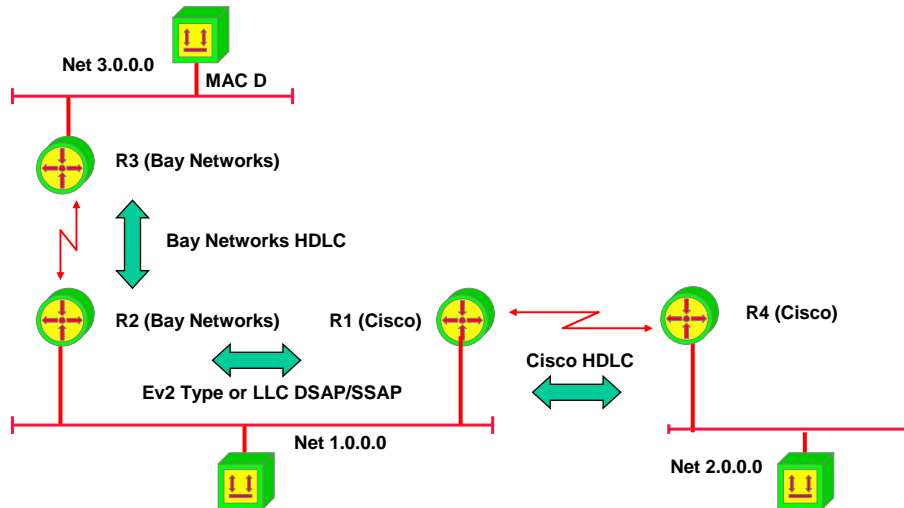 Net 3.0.0.0
MAC D
R3 (Bay Networks)
Bay Networks HDLC
R2 (Bay Networks)
R1 (Cisco)
R4 (Cisco)
Cisco HDLC
Ev2 Type or LLC DSAP/SSAP
Net 1.0.0.0
Net 2.0.0.0